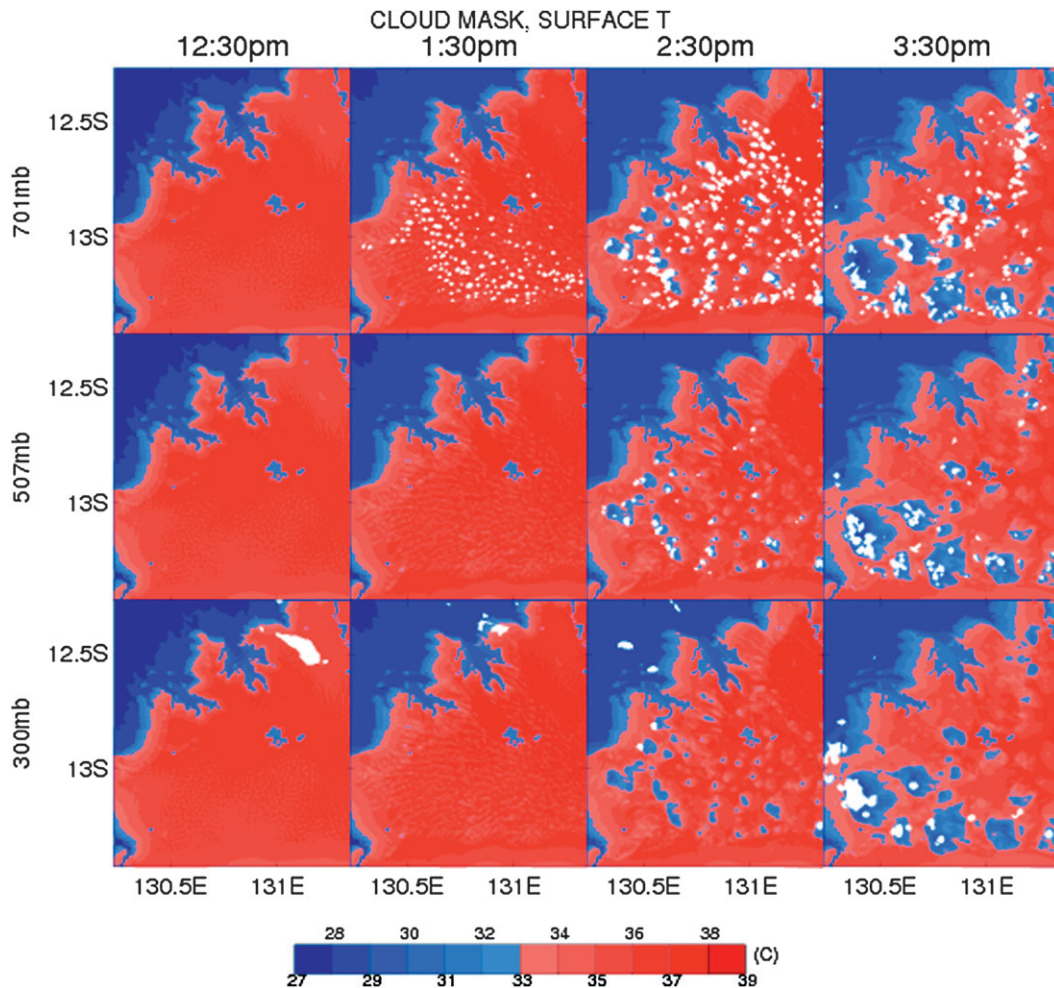 CLOUD MASK, SURFACE T
12:30pm 1:30pm 2:30pm 3:30pm
12.5S
701mb
13S
12.5S
507mb
13S
12.5S
300mb
13S
130.5E 131E 130.5E 131E 130.5E 131E 130.5E 131E
28 30 32 34 36 38
(C)
27 29 31 33 35 37 39